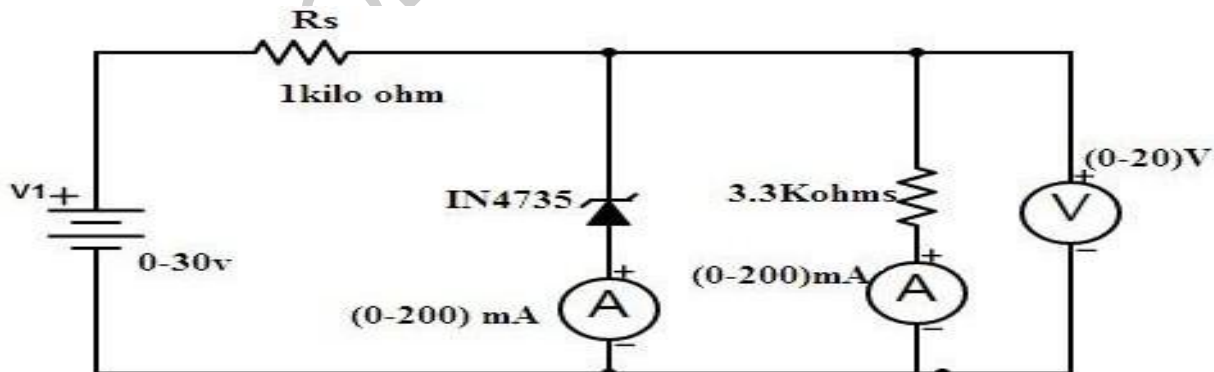 Rs
1kilo ohm
(0-20)V
V1+
IN4735
3.3Kohms
+
V
-
0-30v
+
(0-200)mA
A
-
+
(0-200) mA
A
-